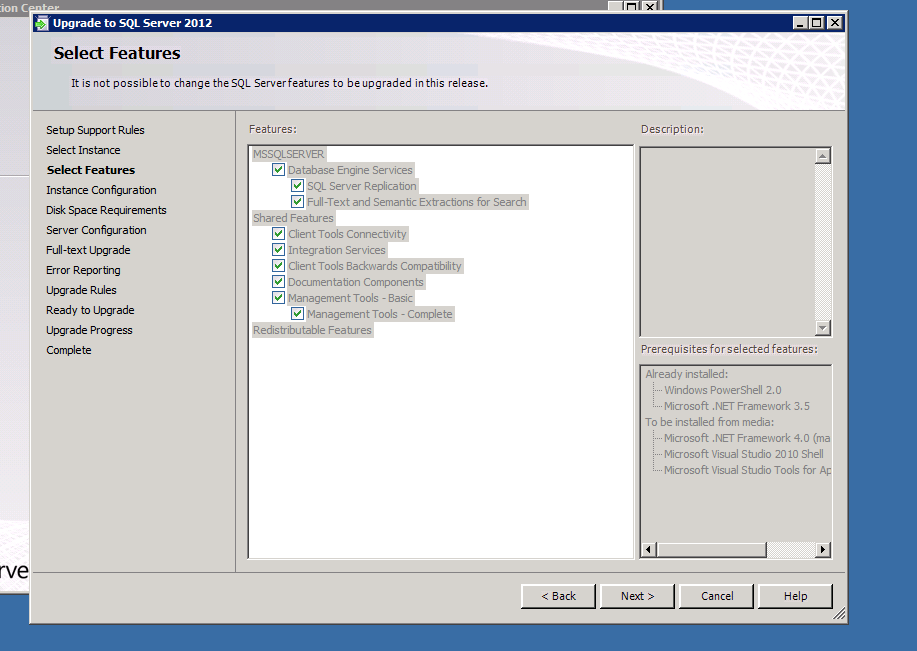 tion Center
Upgrade to SQL Server 2012
Select Features
It is not possible to change the SQL Server features to be upgraded in this release.
Setup Support Rules
Select Instance
Select Features
Instance Configuration
Disk Space Requirements
Server Configuration
Full-text Upgrade
Error Reporting
Upgrade Rules
Ready to Upgrade
Upgrade Progress
Complete
Features:
MSSQLSERVER
Database Engine Services
SQL Server Replication
Full-Text and Semantic Extractions for Search
Shared Features
Client Tools Connectivity
Integration Services
Client Tools Backwards Compatibility
Documentation Components
Management Tools - Basic
Management Tools - Complete
Redistributable Features
Description:
Prerequisites for selected features:
Already installed:
Windows PowerShell 2.0
Microsoft .NET Framework 3.5
To be installed from media:
Microsoft .NET Framework 4.0 (ma
Microsoft Visual Studio 2010 Shell
Microsoft Visual Studio Tools for Ap
rve
< Back
Next >
Cancel
Help